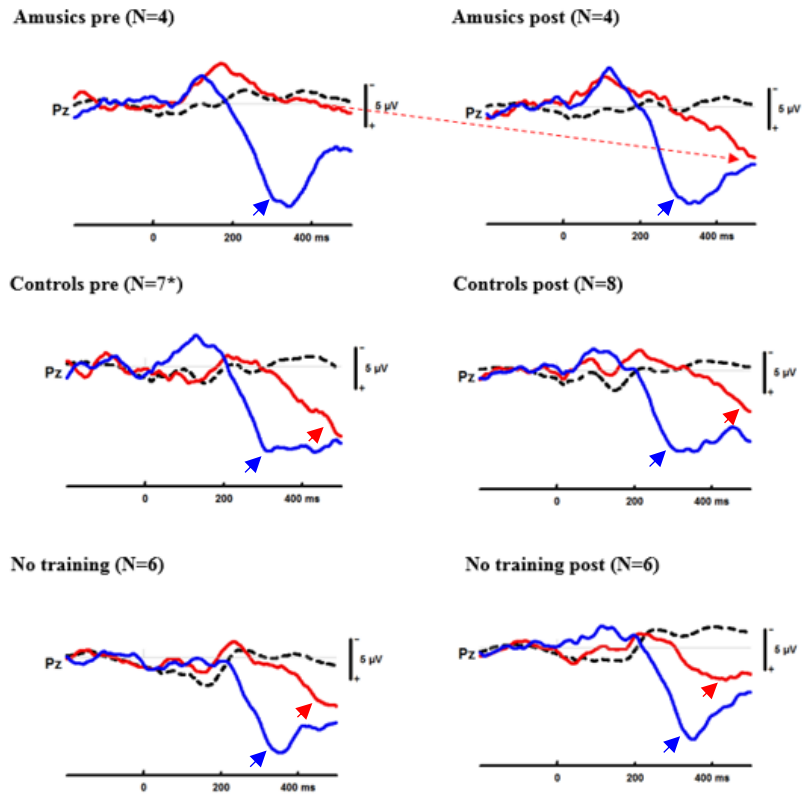 Amusics pre (N=4)
Amusics post (N=4)
Pz
-
5 µV
+
Pz
-
5 µV
+
0 200 400 ms
0 200 400 ms
Controls pre (N=7*)
Controls post (N=8)
Pz
-
5 µV
+
Pz
-
5 µV
+
0 200 400 ms
0 200 400 ms
No training (N=6)
No training post (N=6)
Pz
-
5 µV
+
Pz
-
5 µV
+
0 200 400 ms
0 200 400 ms